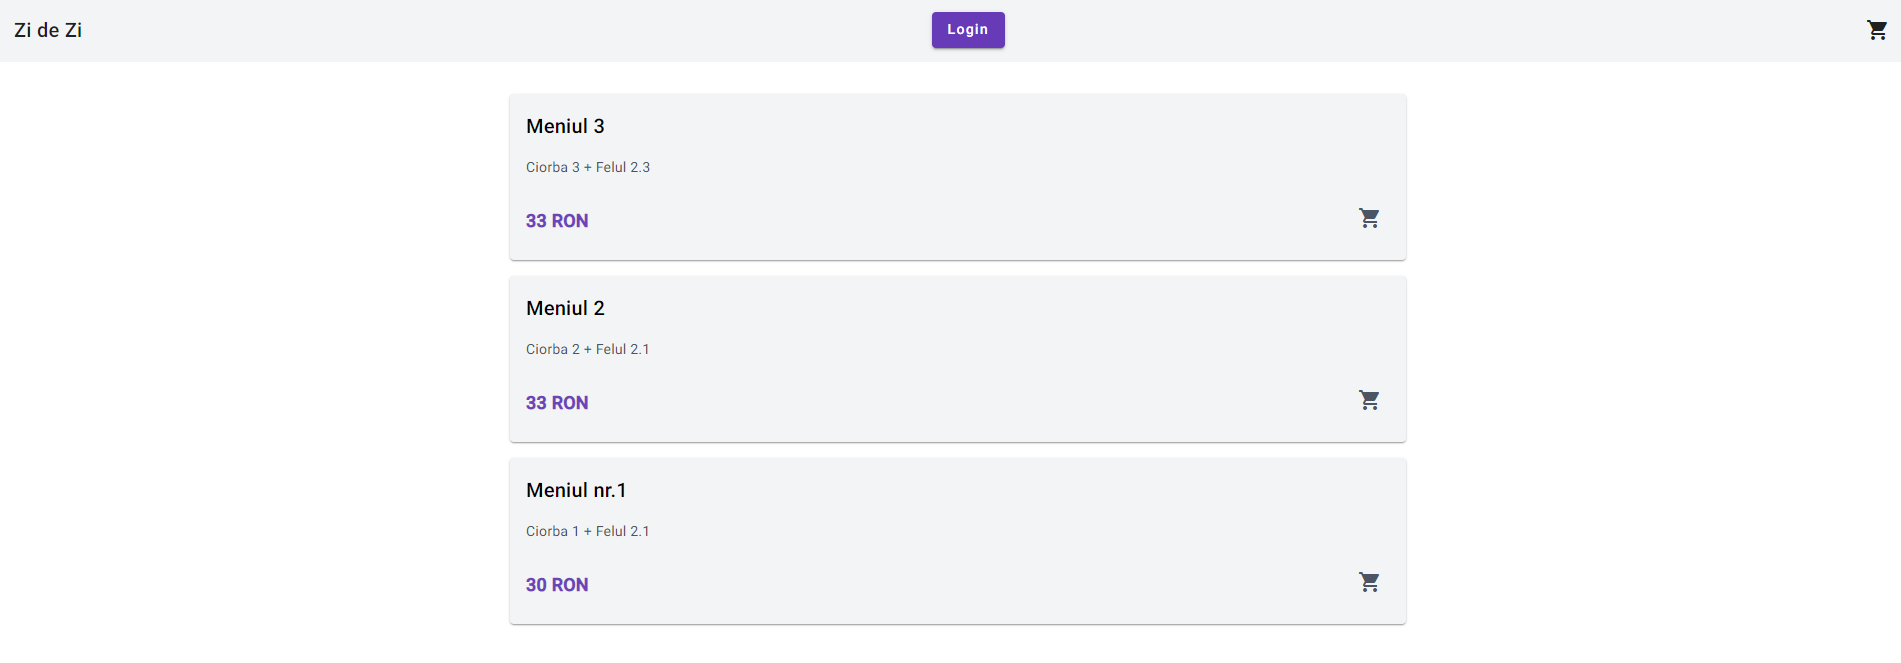 Zi de Zi
Login
Meniul 3
Ciorba 3 + Felul 2.3
33 RON
Meniul 2
Ciorba 2 + Felul 2.1
33 RON
Meniul nr.1
Ciorba 1 + Felul 2.1
30 RON